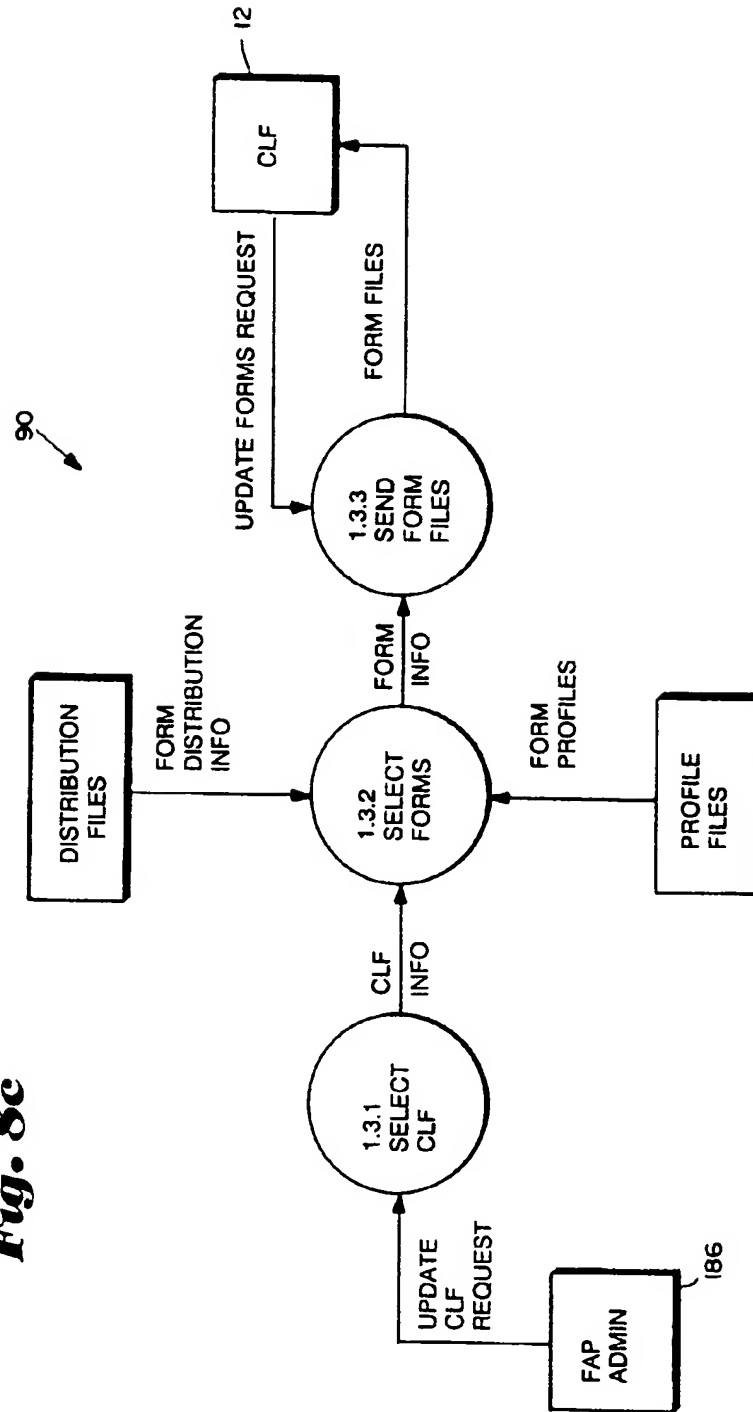 Fig. 8c
90
DISTRIBUTION
FILES
FORM
DISTRIBUTION
INFO
UPDATE FORMS REQUEST
CLF
12
FORM FILES
1.3.1
SELECT
CLF
CLF
INFO
1.3.2
SELECT
FORMS
FORM
INFO
1.3.3
SEND
FORM
FILES
UPDATE
CLF
REQUEST
FAP
ADMIN
186
FORM
PROFILES
PROFILE
FILES